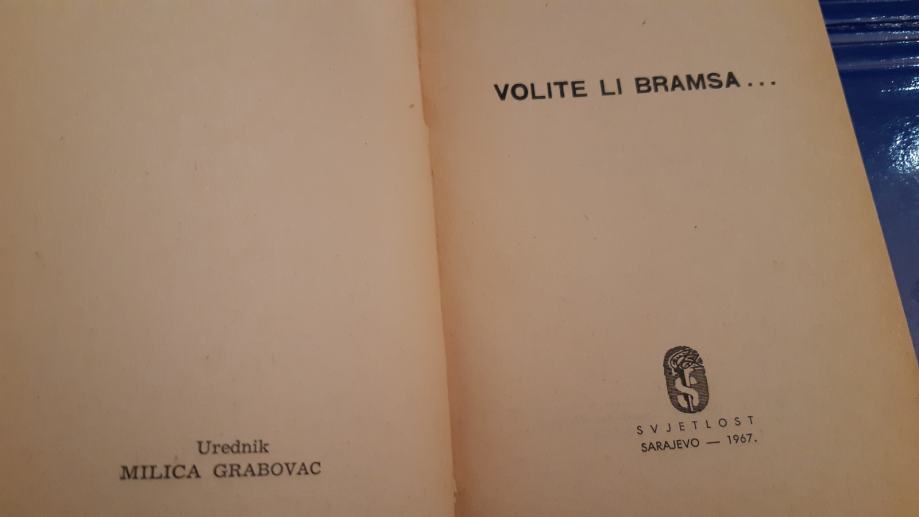 Urednik
MILICA GRABOVAC
VOLITE LI BRAMSA...
SVJETLOST
SARAJEVO — 1967.